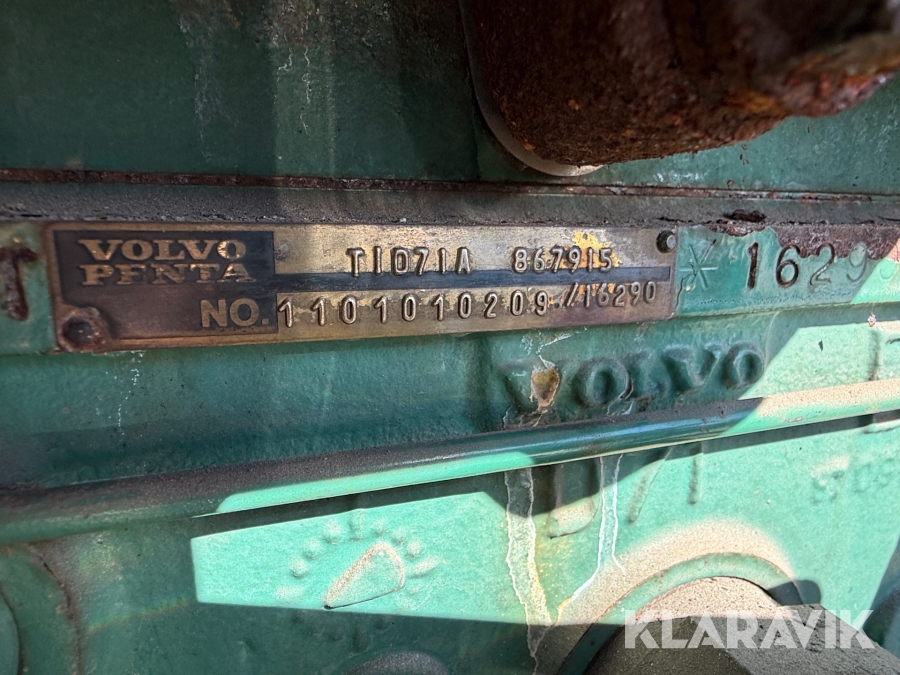 VOLVO
PENTA
TID71A 867915
NO. 1101010209/16290
* 1629
VOLVO
KLARAVIK